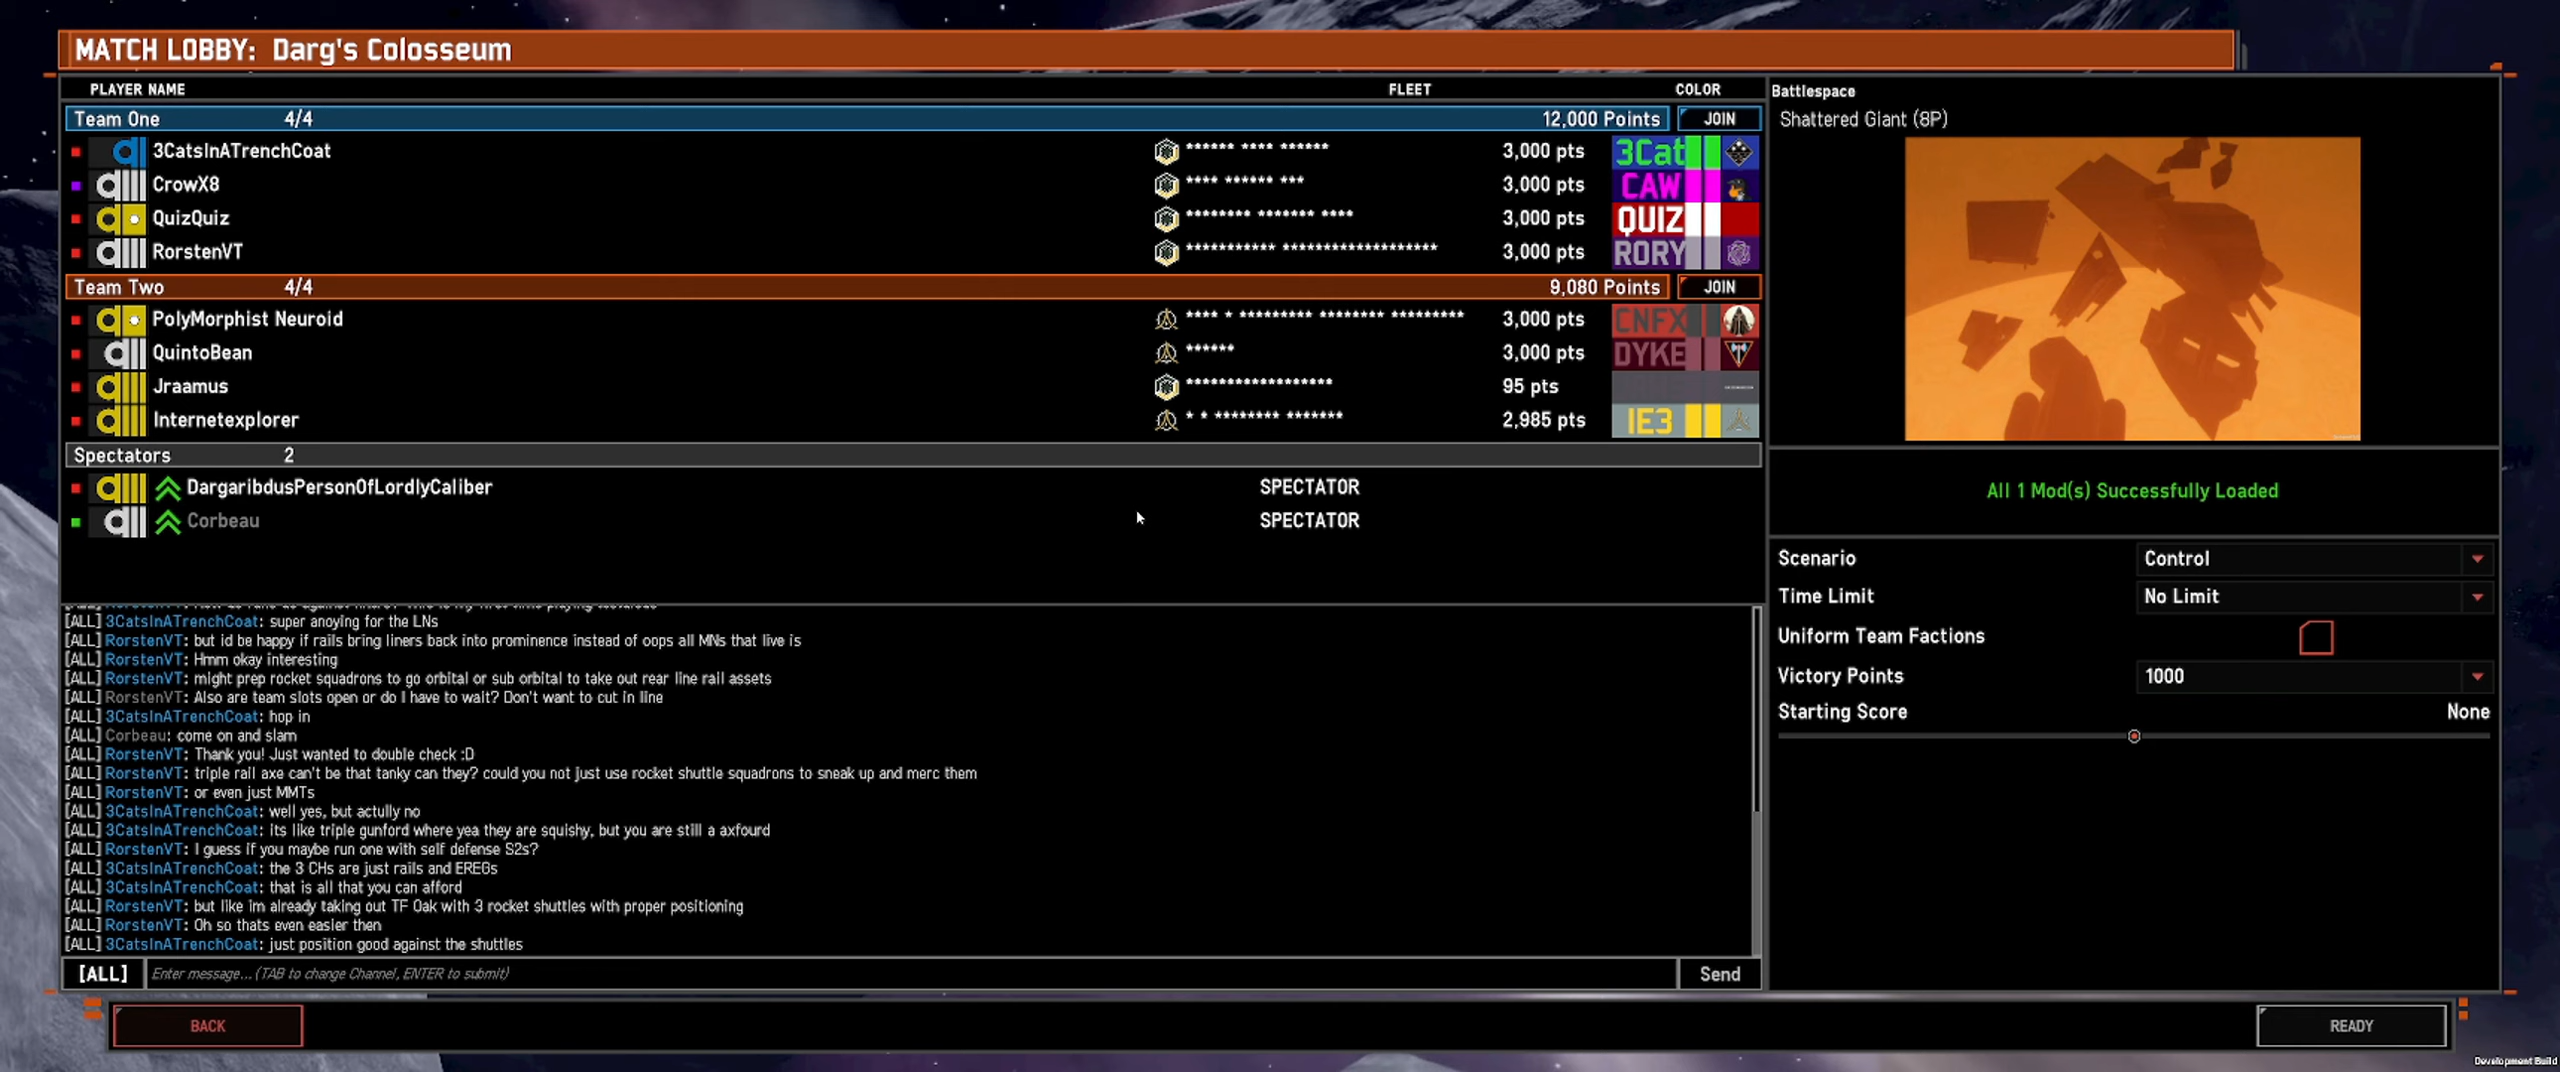 MATCH LOBBY: Darg's Colosseum
PLAYER NAME FLEET COLOR
Team One 4/4 12,000 Points JOIN
3CatsInATrenchCoat ****** **** ****** 3,000 pts 3Cat
CrowX8 **** ****** *** 3,000 pts CAW
QuizQuiz ******** ******* **** 3,000 pts QUIZ
RorstenVT *********** ******************* 3,000 pts RORY
Team Two 4/4 9,080 Points JOIN
PolyMorphist Neuroid **** * ********* ******** ********* 3,000 pts CNFX
QuintoBean ****** 3,000 pts DYKE
Jraamus ****************** 95 pts
Internetexplorer * * ******** ******* 2,985 pts IE3
Spectators 2
DargaribdusPersonOfLordlyCaliber SPECTATOR
Corbeau SPECTATOR
[ALL] 3CatsInATrenchCoat: super anoying for the LNs
[ALL] RorstenVT: but id be happy if rails bring liners back into prominence instead of oops all MNs that live is
[ALL] RorstenVT: Hmm okay interesting
[ALL] RorstenVT: might prep rocket squadrons to go orbital or sub orbital to take out rear line rail assets
[ALL] RorstenVT: Also are team slots open or do I have to wait? Don't want to cut in line
[ALL] 3CatsInATrenchCoat: hop in
[ALL] Corbeau: come on and slam
[ALL] RorstenVT: Thank you! Just wanted to double check :D
[ALL] RorstenVT: triple rail axe can't be that tanky can they? could you not just use rocket shuttle squadrons to sneak up and merc them
[ALL] RorstenVT: or even just MMTs
[ALL] 3CatsInATrenchCoat: well yes, but actully no
[ALL] 3CatsInATrenchCoat: its like triple gunford where yea they are squishy, but you are still a axfourd
[ALL] RorstenVT: I guess if you maybe run one with self defense S2s?
[ALL] 3CatsInATrenchCoat: the 3 CHs are just rails and EREGs
[ALL] 3CatsInATrenchCoat: that is all that you can afford
[ALL] RorstenVT: but like im already taking out TF Oak with 3 rocket shuttles with proper positioning
[ALL] RorstenVT: Oh so thats even easier then
[ALL] 3CatsInATrenchCoat: just position good against the shuttles
[ALL] Enter message... (TAB to change Channel, ENTER to submit) Send
Battlespace
Shattered Giant (8P)
All 1 Mod(s) Successfully Loaded
Scenario Control
Time Limit No Limit
Uniform Team Factions
Victory Points 1000
Starting Score None
BACK READY
Development Build